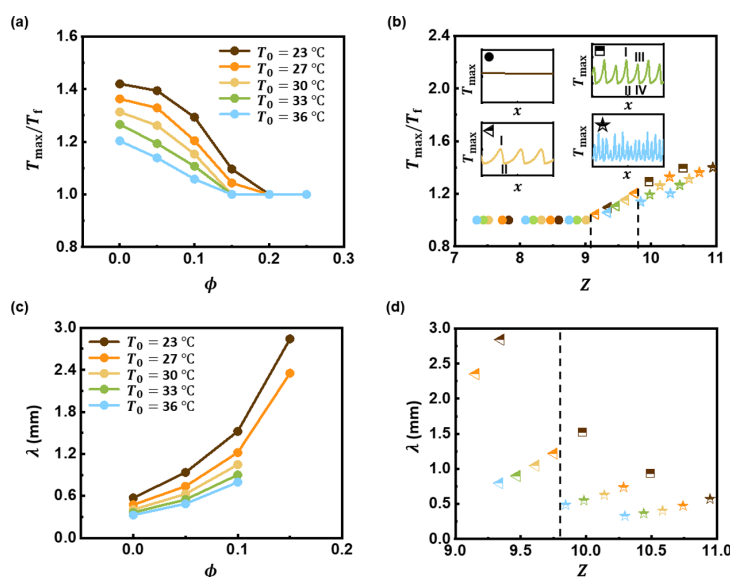 (a)
1.8
1.6
1.4
1.2
1.0
0.8
T_max/T_f
0.0 0.1 0.2 0.3
ϕ
T_0 = 23 °C
T_0 = 27 °C
T_0 = 30 °C
T_0 = 33 °C
T_0 = 36 °C
(b)
2.4
2.0
1.6
1.2
0.8
T_max/T_f
7 8 9 10 11
Z
T_max
x
T_max
I III
II IV
x
T_max
I
II
x
T_max
x
(c)
3.0
2.4
1.8
1.2
0.6
0.0
λ (mm)
0.0 0.1 0.2
ϕ
T_0 = 23 °C
T_0 = 27 °C
T_0 = 30 °C
T_0 = 33 °C
T_0 = 36 °C
(d)
3.0
2.5
2.0
1.5
1.0
0.5
0.0
λ (mm)
9.0 9.5 10.0 10.5 11.0
Z